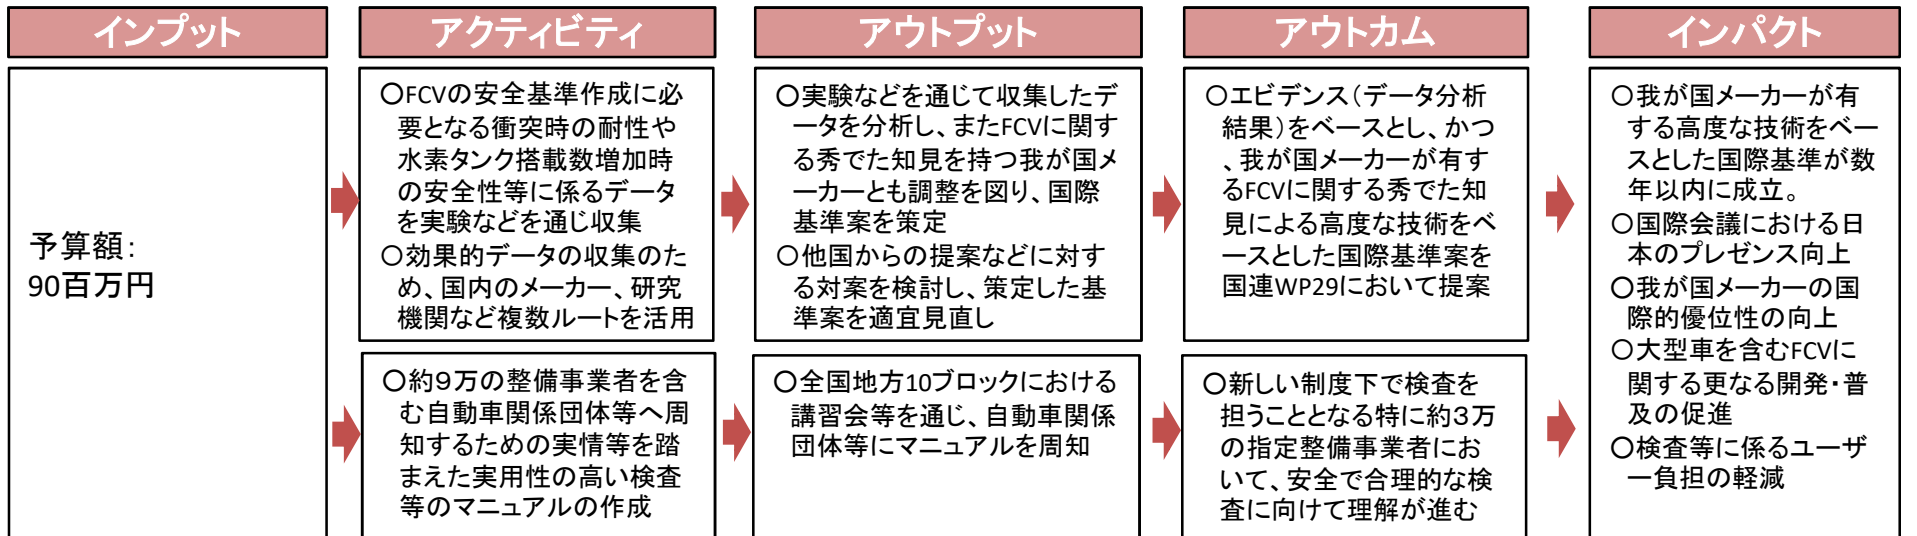 インプット
アクティビティ
アウトプット
アウトカム
インパクト
予算額：
90百万円
○FCVの安全基準作成に必
要となる衝突時の耐性や
水素タンク搭載数増加時
の安全性等に係るデータ
を実験などを通じ収集
○効果的データの収集のた
め、国内のメーカー、研究
機関など複数ルートを活用
○実験などを通じて収集したデ
ータを分析し、またFCVに関す
る秀でた知見を持つ我が国メ
ーカーとも調整を図り、国際
基準案を策定
○他国からの提案などに対す
る対案を検討し、策定した基
準案を適宜見直し
○エビデンス（データ分析
結果）をベースとし、かつ
、我が国メーカーが有す
るFCVに関する秀でた知
見による高度な技術をベ
ースとした国際基準案を
国連WP29において提案
○約９万の整備事業者を含
む自動車関係団体等へ周
知するための実情等を踏
まえた実用性の高い検査
等のマニュアルの作成
○全国地方10ブロックにおける
講習会等を通じ、自動車関係
団体等にマニュアルを周知
○新しい制度下で検査を
担うこととなる特に約３万
の指定整備事業者にお
いて、安全で合理的な検
査に向けて理解が進む
○我が国メーカーが有
する高度な技術をベー
スとした国際基準が数
年以内に成立。
○国際会議における日
本のプレゼンス向上
○我が国メーカーの国
際的優位性の向上
○大型車を含むFCVに
関する更なる開発・普
及の促進
○検査等に係るユーザ
ー負担の軽減